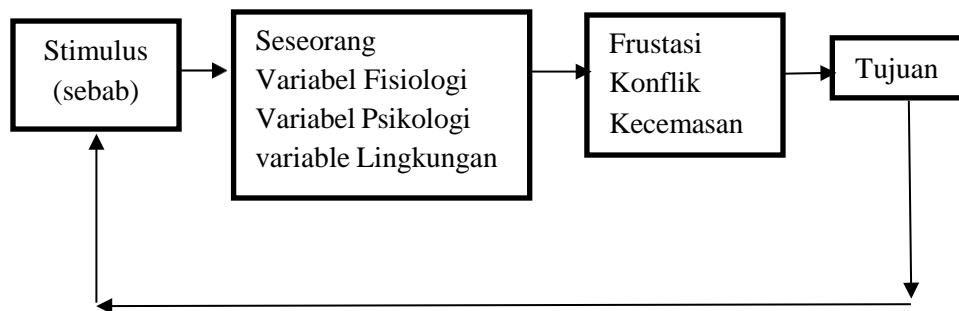 Stimulus
(sebab)
Seseorang
Variabel Fisiologi
Variabel Psikologi
variable Lingkungan
Frustasi
Konflik
Kecemasan
Tujuan